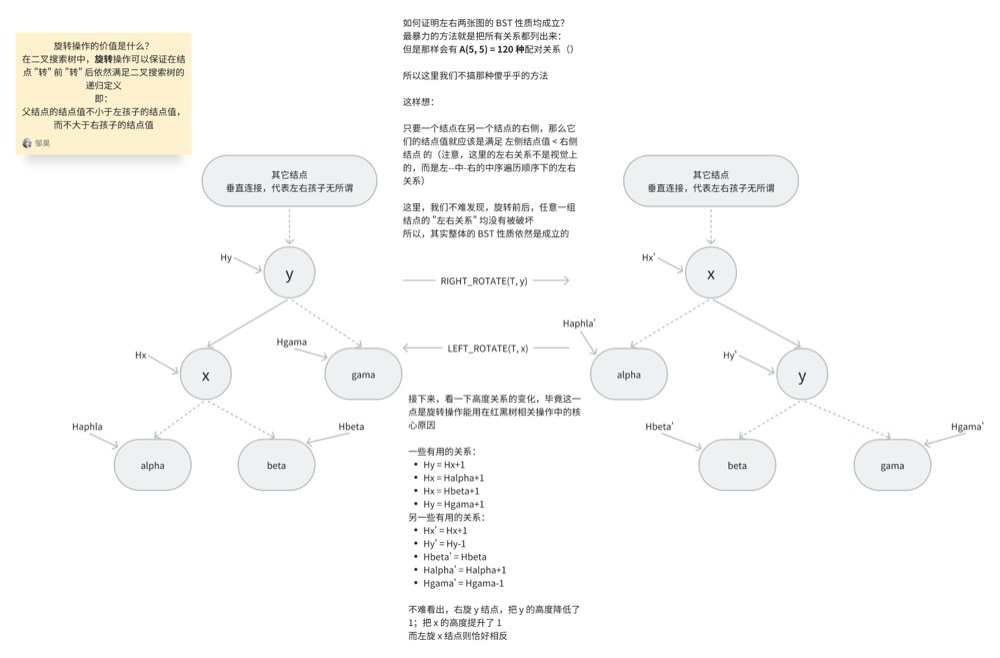 旋转操作的价值是什么？
在二叉搜索树中，旋转操作可以保证在结
点 "转" 前 "转" 后依然满足二叉搜索树的
递归定义
即：
父结点的结点值不小于左孩子的结点值，
而不大于右孩子的结点值
邹昊
如何证明左右两张图的 BST 性质均成立？
最暴力的方法就是把所有关系都列出来：
但是那样会有 A(5, 5) = 120 种配对关系（）
所以这里我们不搞那种傻乎乎的方法
这样想：
只要一个结点在另一个结点的右侧，那么它
们的结点值就应该是满足 左侧结点值 < 右侧
结点 的（注意，这里的左右关系不是视觉上
的，而是左--中-右的中序遍历顺序下的左右
关系）
这里，我们不难发现，旋转前后，任意一组
结点的 "左右关系" 均没有被破坏
所以，其实整体的 BST 性质依然是成立的
其它结点
垂直连接，代表左右孩子无所谓
Hy
y
Hx
x
Hgama
gama
Haphla
alpha
Hbeta
beta
RIGHT_ROTATE(T, y)
LEFT_ROTATE(T, x)
其它结点
垂直连接，代表左右孩子无所谓
Hx'
x
Haphla'
alpha
Hy'
y
Hbeta'
beta
Hgama'
gama
接下来，看一下高度关系的变化，毕竟这一
点是旋转操作能用在红黑树相关操作中的核
心原因
一些有用的关系：
• Hy = Hx+1
• Hx = Halpha+1
• Hx = Hbeta+1
• Hy = Hgama+1
另一些有用的关系：
• Hx' = Hx+1
• Hy' = Hy-1
• Hbeta' = Hbeta
• Halpha' = Halpha+1
• Hgama' = Hgama-1
不难看出，右旋 y 结点，把 y 的高度降低了
1；把 x 的高度提升了 1
而左旋 x 结点则恰好相反